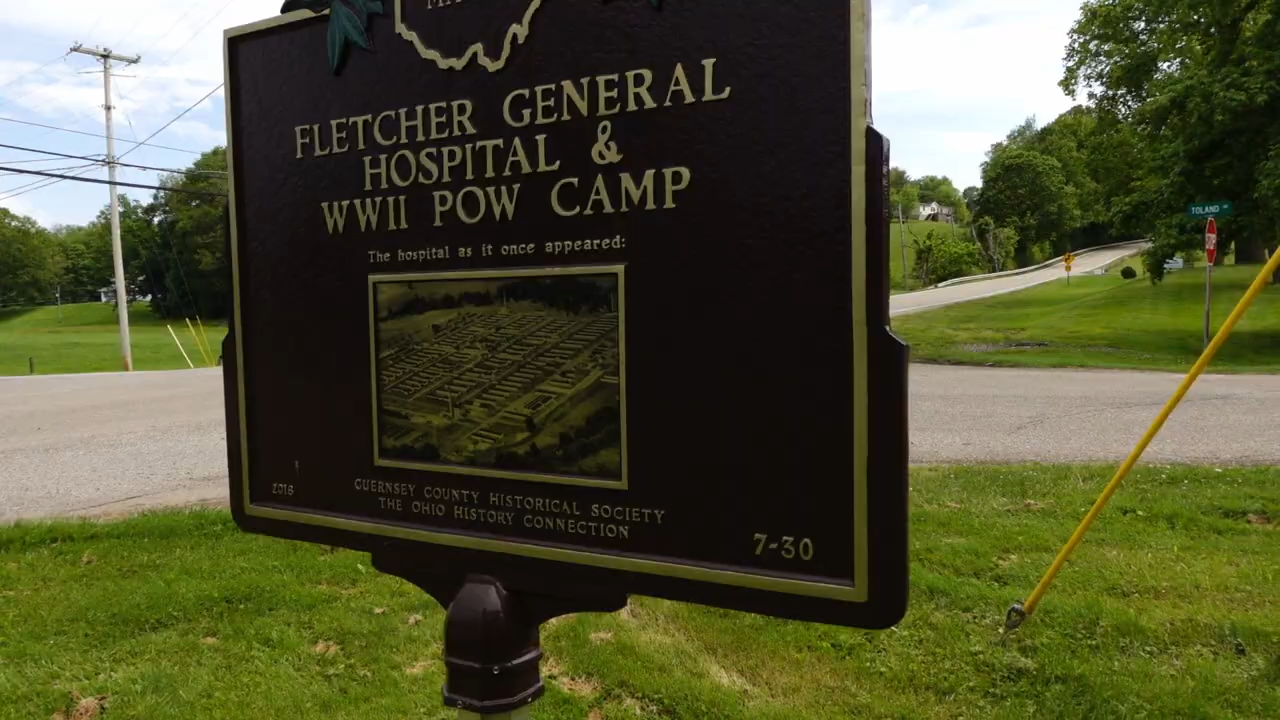 FLETCHER GENERAL
HOSPITAL &
WWII POW CAMP
The hospital as it once appeared:
2016
GUERNSEY COUNTY HISTORICAL SOCIETY
THE OHIO HISTORY CONNECTION
7-30
TOLAND